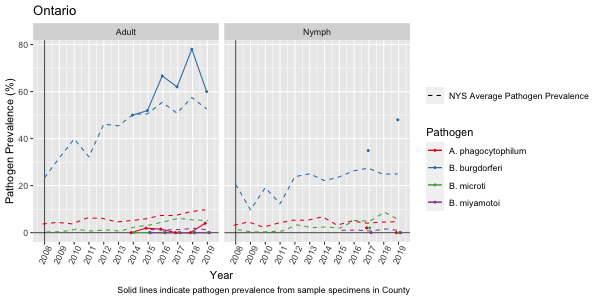 Ontario
Adult
Nymph
Pathogen Prevalence (%)
80
60
40
20
0
2008 2009 2010 2011 2012 2013 2014 2015 2016 2017 2018 2019
2008 2009 2010 2011 2012 2013 2014 2015 2016 2017 2018 2019
Year
NYS Average Pathogen Prevalence
Pathogen
A. phagocytophilum
B. burgdorferi
B. microti
B. miyamotoi
Solid lines indicate pathogen prevalence from sample specimens in County